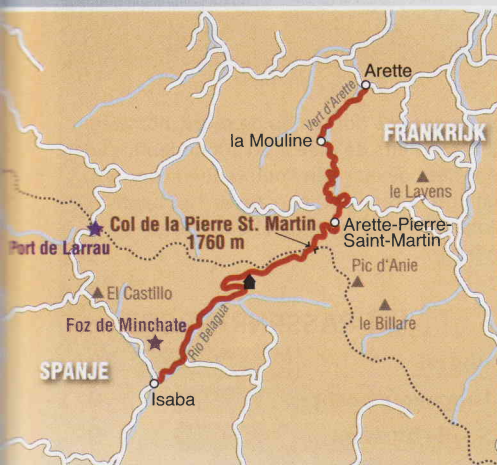 Arette
Vert d'Arette
la Mouline
FRANKRIJK
le Lavens
Col de la Pierre St. Martin
1760 m
Arette-Pierre-
Saint-Martin
Port de Larrau
Pic d'Anie
El Castillo
le Billare
Foz de Minchate
Rio Belagua
SPANJE
Isaba